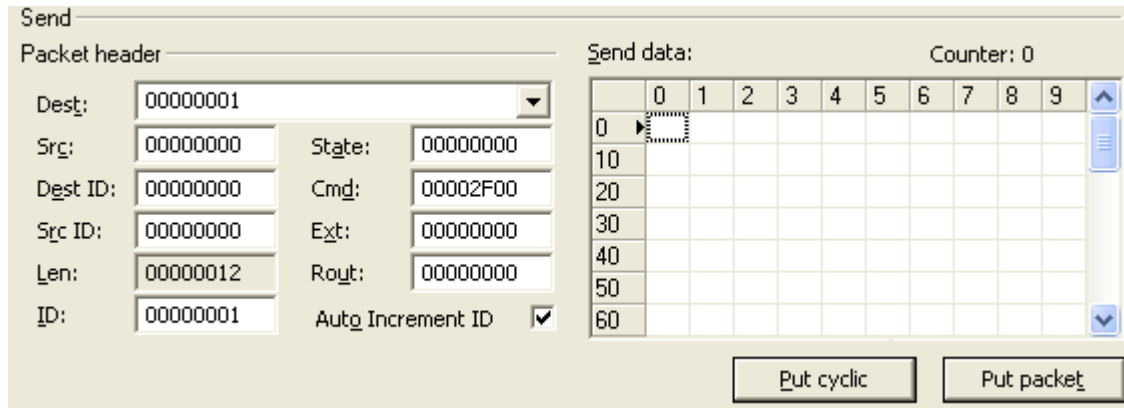 Send
Packet header
Dest: 00000001
Src: 00000000 State: 00000000
Dest ID: 00000000 Cmd: 00002F00
Src ID: 00000000 Ext: 00000000
Len: 00000012 Rout: 00000000
ID: 00000001 Auto Increment ID
Send data: Counter: 0
0 1 2 3 4 5 6 7 8 9
0
10
20
30
40
50
60
Put cyclic Put packet